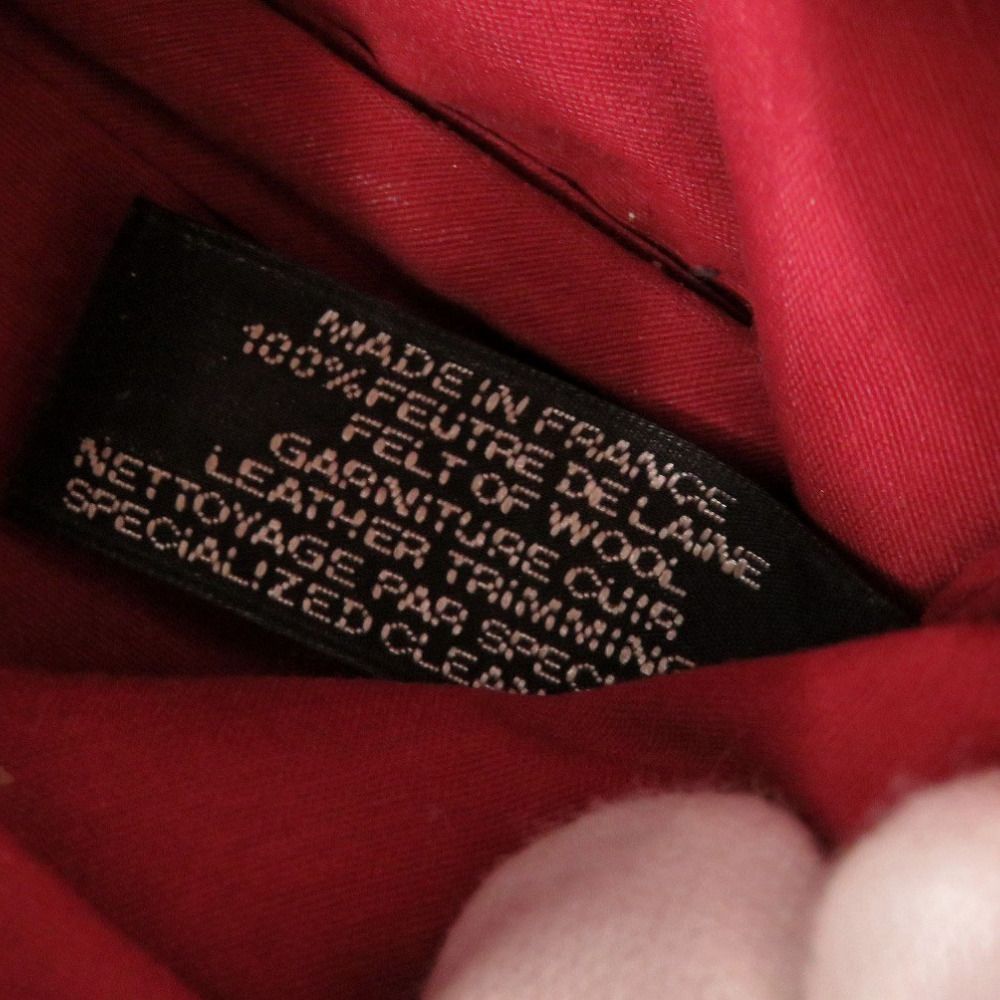 MADE IN FRANCE
100% FEUTRE DE LAINE
FELT OF WOOL
GARNITURE CUIR
LEATHER TRIMMING
NETTOYAGE PAR
SPECIALIZED